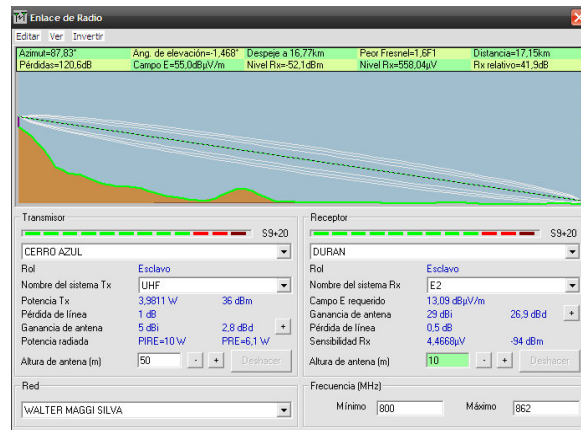 Enlace de Radio
Editar Ver Invertir
Azimut=87,83° Ang. de elevación=-1,468° Despeje a 16,77km Peor Fresnel=1,6F1 Distancia=17,15km
Pérdidas=120,6dB Campo E=55,0dBµV/m Nivel Rx=-52,1dBm Nivel Rx=558,04µV Rx relativo=41,9dB
Transmisor Receptor
S9+20 S9+20
CERRO AZUL DURAN
Rol Esclavo Rol Esclavo
Nombre del sistema Tx UHF Nombre del sistema Rx E2
Potencia Tx 3,9811 W 36 dBm Campo E requerido 13,09 dBµV/m
Pérdida de línea 1 dB Ganancia de antena 29 dBi 26,9 dBd +
Ganancia de antena 5 dBi 2,8 dBd + Pérdida de línea 0,5 dB
Potencia radiada PIRE=10 W PRE=6,1 W Sensibilidad Rx 4,4668µV -94 dBm
Altura de antena (m) 50 - + Deshacer Altura de antena (m) 10 - + Deshacer
Red Frecuencia (MHz)
WALTER MAGGI SILVA Mínimo 800 Máximo 862